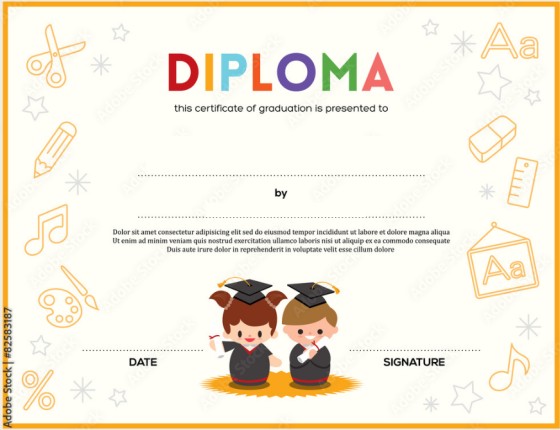 Aa
DIPLOMA
this certificate of graduation is presented to
by
Dolor sit amet consectetur adipisicing elit sed do eiusmod tempor incididunt ut labore et dolore magna aliqua
Ut enim ad minim veniam quis nostrud exercitation ullamco laboris nisi ut aliquip ex ea commodo consequate
Duis aute irure dolor in reprehenderit in voluptate velit esse cillum dolore
Aa
DATE
SIGNATURE
%
Adobe Stock | #82583187